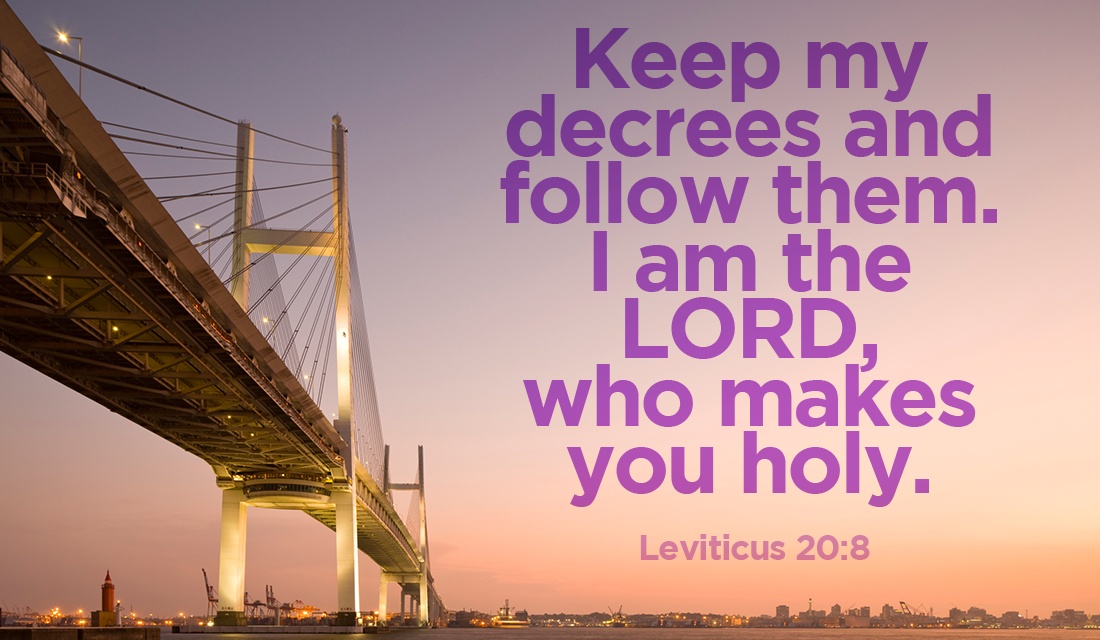 Keep my
decrees and
follow them.
I am the
LORD,
who makes
you holy.
Leviticus 20:8